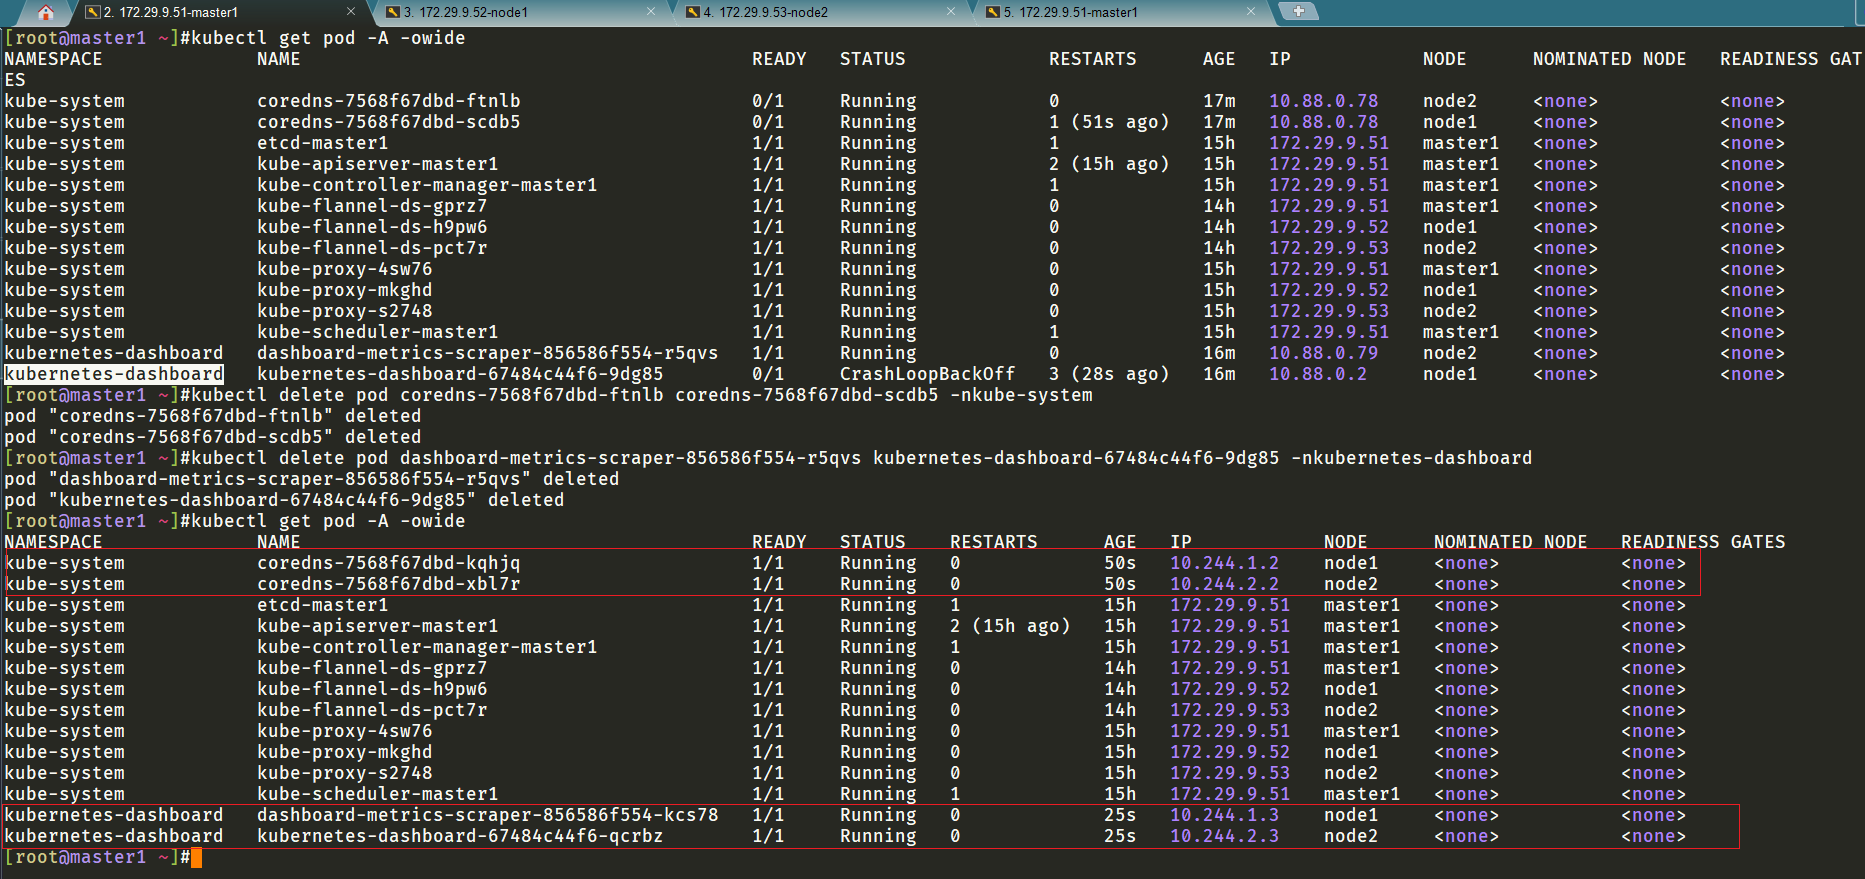 2. 172.29.9.51-master1 3. 172.29.9.52-node1 4. 172.29.9.53-node2 5. 172.29.9.51-master1
[root@master1 ~]#kubectl get pod -A -owide
NAMESPACE NAME READY STATUS RESTARTS AGE IP NODE NOMINATED NODE READINESS GAT
ES
kube-system coredns-7568f67dbd-ftnlb 0/1 Running 0 17m 10.88.0.78 node2 <none> <none>
kube-system coredns-7568f67dbd-scdb5 0/1 Running 1 (51s ago) 17m 10.88.0.78 node1 <none> <none>
kube-system etcd-master1 1/1 Running 1 15h 172.29.9.51 master1 <none> <none>
kube-system kube-apiserver-master1 1/1 Running 2 (15h ago) 15h 172.29.9.51 master1 <none> <none>
kube-system kube-controller-manager-master1 1/1 Running 1 15h 172.29.9.51 master1 <none> <none>
kube-system kube-flannel-ds-gprz7 1/1 Running 0 14h 172.29.9.51 master1 <none> <none>
kube-system kube-flannel-ds-h9pw6 1/1 Running 0 14h 172.29.9.52 node1 <none> <none>
kube-system kube-flannel-ds-pct7r 1/1 Running 0 14h 172.29.9.53 node2 <none> <none>
kube-system kube-proxy-4sw76 1/1 Running 0 15h 172.29.9.51 master1 <none> <none>
kube-system kube-proxy-mkghd 1/1 Running 0 15h 172.29.9.52 node1 <none> <none>
kube-system kube-proxy-s2748 1/1 Running 0 15h 172.29.9.53 node2 <none> <none>
kube-system kube-scheduler-master1 1/1 Running 1 15h 172.29.9.51 master1 <none> <none>
kubernetes-dashboard dashboard-metrics-scraper-856586f554-r5qvs 1/1 Running 0 16m 10.88.0.79 node2 <none> <none>
kubernetes-dashboard kubernetes-dashboard-67484c44f6-9dg85 0/1 CrashLoopBackOff 3 (28s ago) 16m 10.88.0.2 node1 <none> <none>
[root@master1 ~]#kubectl delete pod coredns-7568f67dbd-ftnlb coredns-7568f67dbd-scdb5 -nkube-system
pod "coredns-7568f67dbd-ftnlb" deleted
pod "coredns-7568f67dbd-scdb5" deleted
[root@master1 ~]#kubectl delete pod dashboard-metrics-scraper-856586f554-r5qvs kubernetes-dashboard-67484c44f6-9dg85 -nkubernetes-dashboard
pod "dashboard-metrics-scraper-856586f554-r5qvs" deleted
pod "kubernetes-dashboard-67484c44f6-9dg85" deleted
[root@master1 ~]#kubectl get pod -A -owide
NAMESPACE NAME READY STATUS RESTARTS AGE IP NODE NOMINATED NODE READINESS GATES
kube-system coredns-7568f67dbd-kqhjq 1/1 Running 0 50s 10.244.1.2 node1 <none> <none>
kube-system coredns-7568f67dbd-xbl7r 1/1 Running 0 50s 10.244.2.2 node2 <none> <none>
kube-system etcd-master1 1/1 Running 1 15h 172.29.9.51 master1 <none> <none>
kube-system kube-apiserver-master1 1/1 Running 2 (15h ago) 15h 172.29.9.51 master1 <none> <none>
kube-system kube-controller-manager-master1 1/1 Running 1 15h 172.29.9.51 master1 <none> <none>
kube-system kube-flannel-ds-gprz7 1/1 Running 0 14h 172.29.9.51 master1 <none> <none>
kube-system kube-flannel-ds-h9pw6 1/1 Running 0 14h 172.29.9.52 node1 <none> <none>
kube-system kube-flannel-ds-pct7r 1/1 Running 0 14h 172.29.9.53 node2 <none> <none>
kube-system kube-proxy-4sw76 1/1 Running 0 15h 172.29.9.51 master1 <none> <none>
kube-system kube-proxy-mkghd 1/1 Running 0 15h 172.29.9.52 node1 <none> <none>
kube-system kube-proxy-s2748 1/1 Running 0 15h 172.29.9.53 node2 <none> <none>
kube-system kube-scheduler-master1 1/1 Running 1 15h 172.29.9.51 master1 <none> <none>
kubernetes-dashboard dashboard-metrics-scraper-856586f554-kcs78 1/1 Running 0 25s 10.244.1.3 node1 <none> <none>
kubernetes-dashboard kubernetes-dashboard-67484c44f6-qcrbz 1/1 Running 0 25s 10.244.2.3 node2 <none> <none>
[root@master1 ~]#